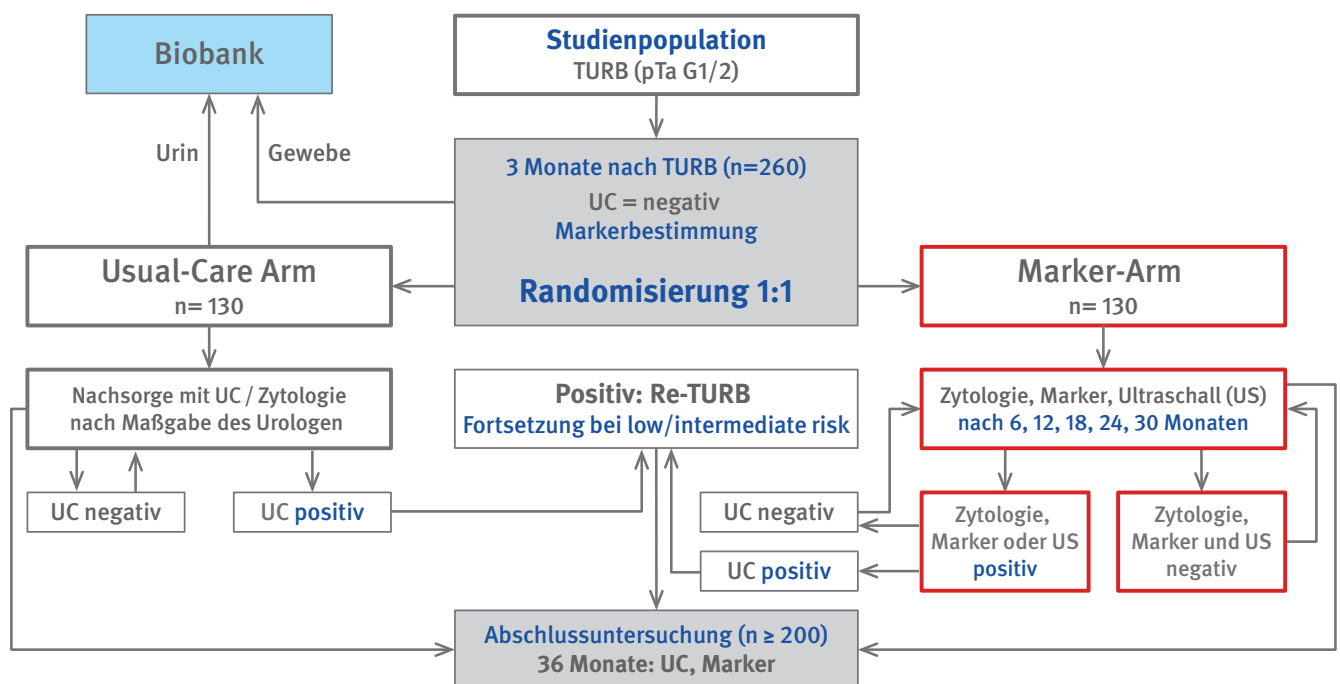 Biobank
Studienpopulation
TURB (pTa G1/2)
Urin
Gewebe
3 Monate nach TURB (n=260)
UC = negativ
Markerbestimmung
Randomisierung 1:1
Usual-Care Arm
n= 130
Marker-Arm
n= 130
Nachsorge mit UC / Zytologie
nach Maßgabe des Urologen
Positiv: Re-TURB
Fortsetzung bei low/intermediate risk
Zytologie, Marker, Ultraschall (US)
nach 6, 12, 18, 24, 30 Monaten
UC negativ
UC positiv
UC negativ
UC positiv
Zytologie,
Marker oder US
positiv
Zytologie,
Marker und US
negativ
Abschlussuntersuchung (n ≥ 200)
36 Monate: UC, Marker